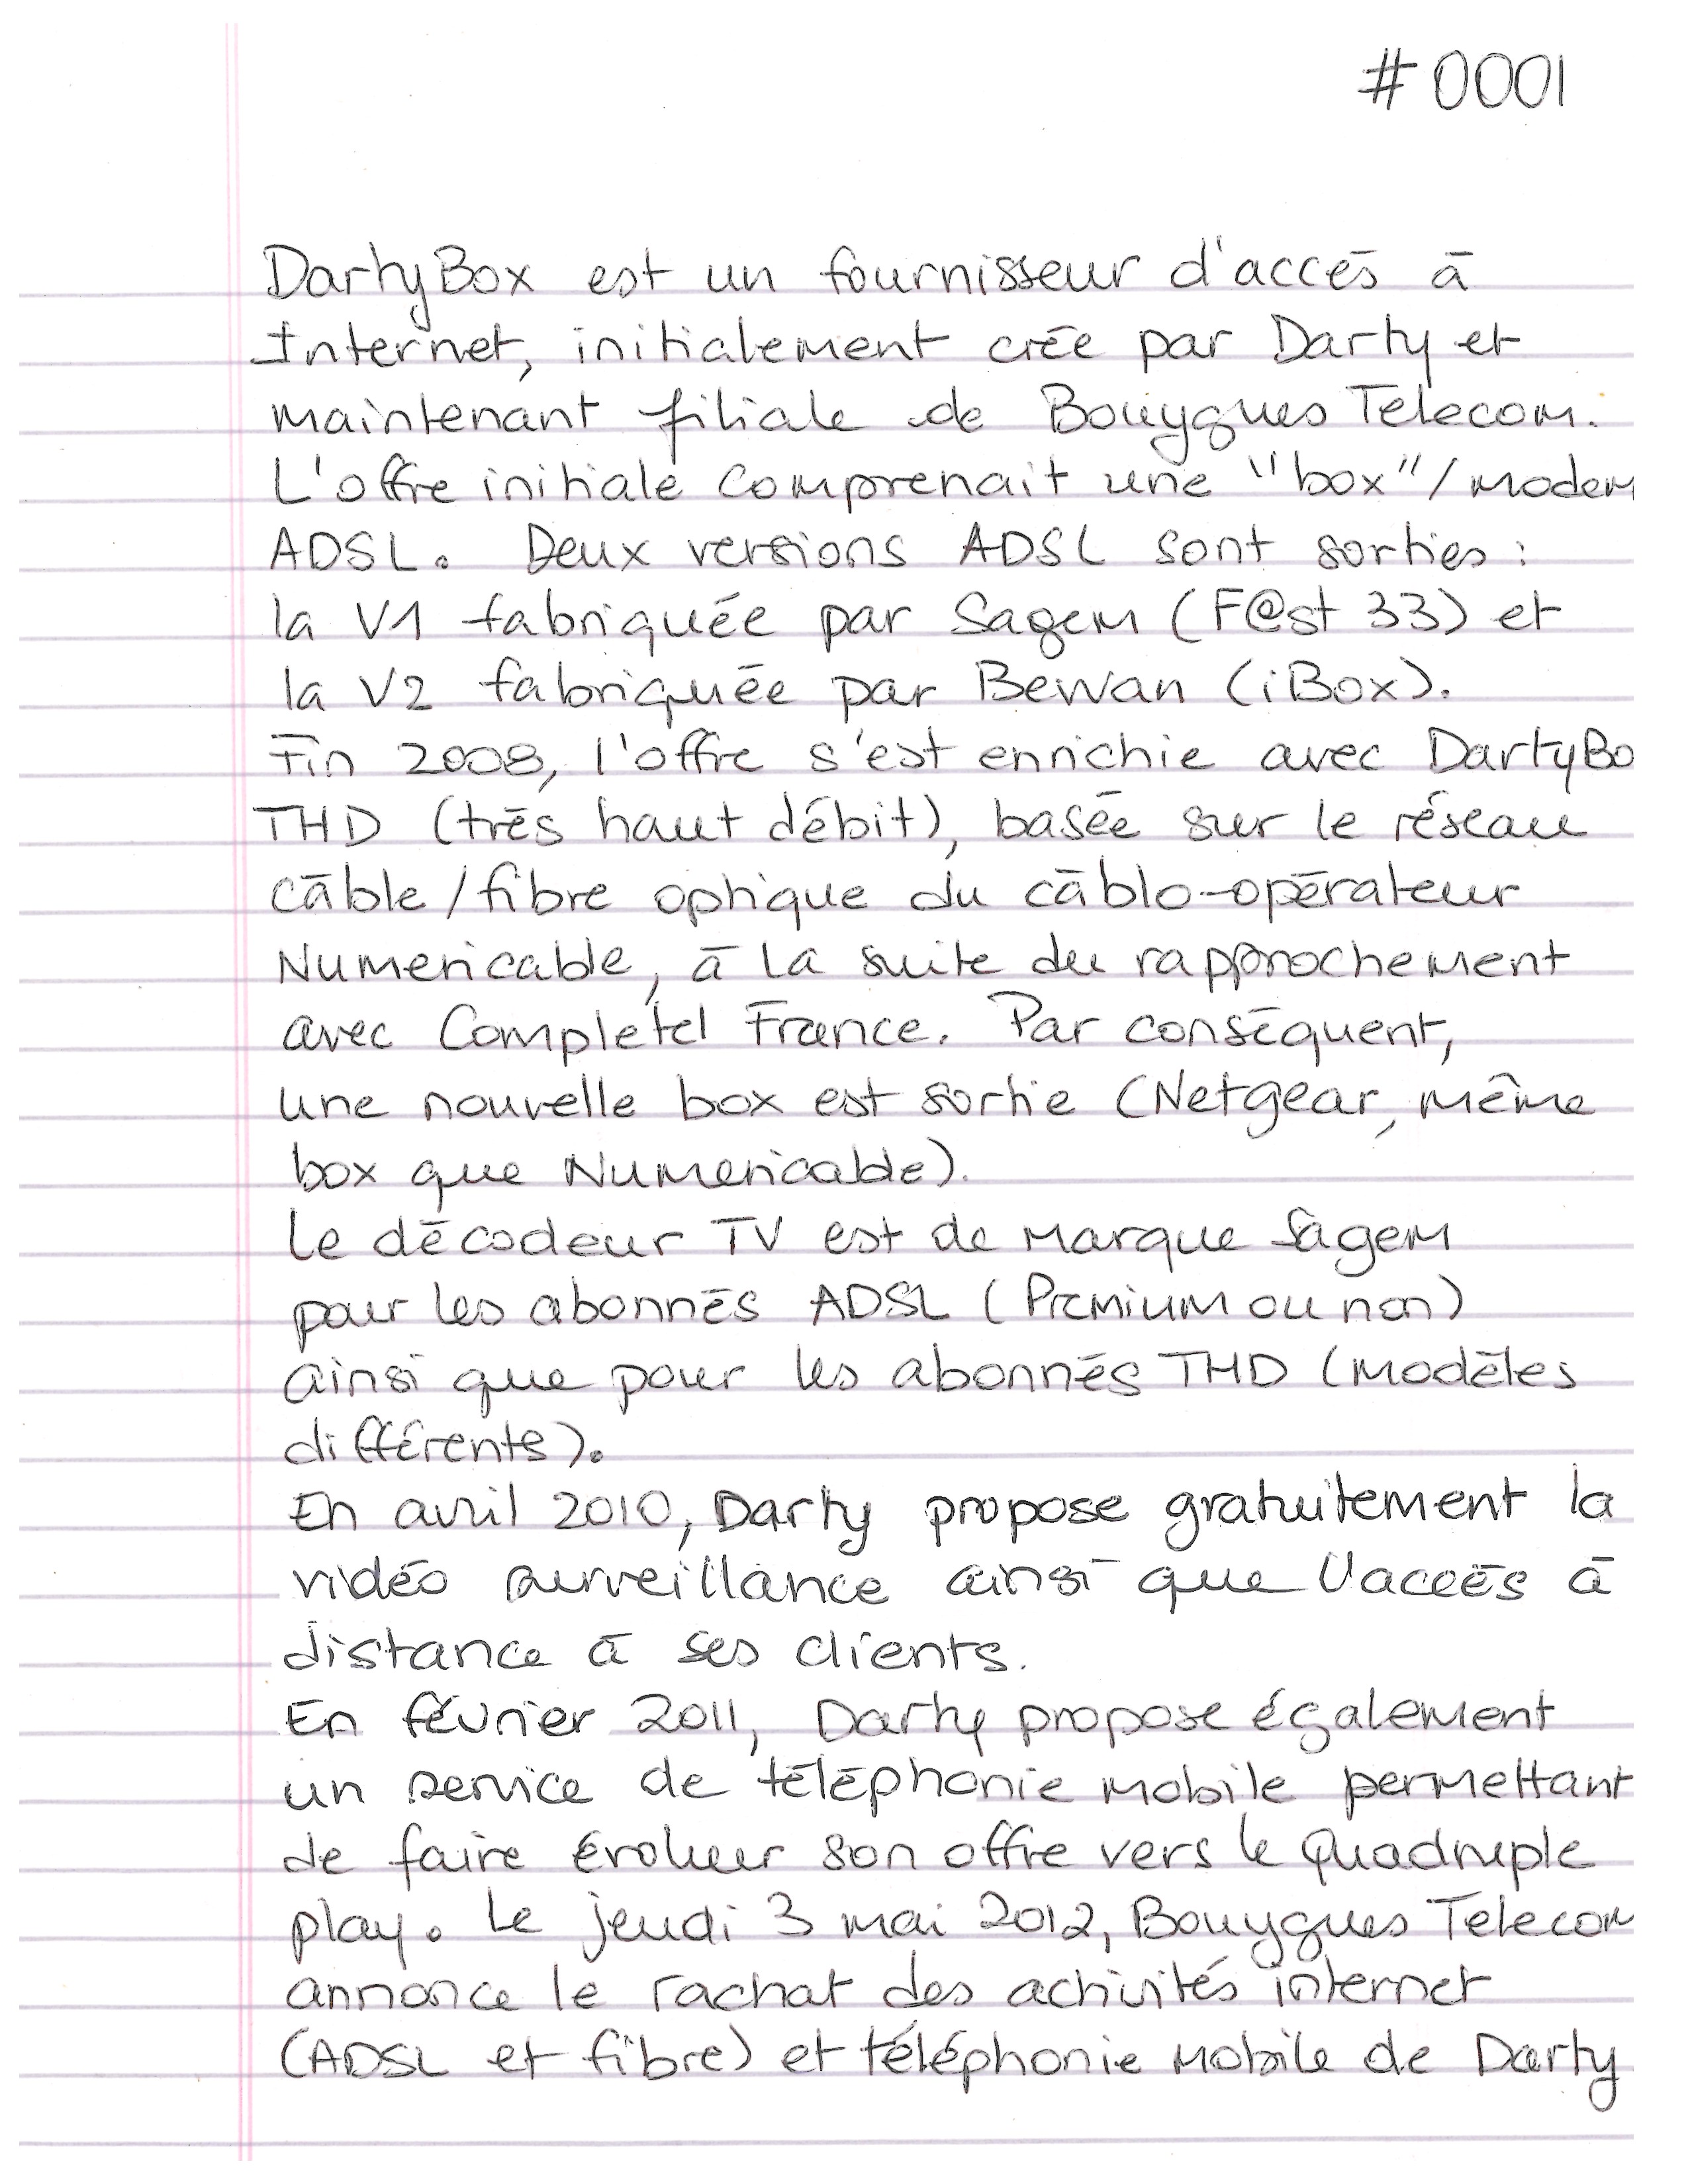 #0001
DartyBox est un fournisseur d'accès à
Internet, initialement crée par Darty et
maintenant filiale de Bouygues Telecom.
L'offre initiale comprenait une "box"/modem
ADSL. Deux versions ADSL sont sorties :
la V1 fabriquée par Sagem (F@st 33) et
la V2 fabriquée par Bewan (iBox).
Fin 2008, l'offre s'est enrichie avec DartyBo
THD (très haut débit), basée sur le réseau
câble/fibre optique du câblo-opérateur
Numericable, à la suite du rapprochement
avec Completel France. Par conséquent,
une nouvelle box est sortie (Netgear, même
box que Numericable).
Le décodeur TV est de marque Sagem
pour les abonnés ADSL (Premium ou non)
ainsi que pour les abonnés THD (modèles
différents).
En avril 2010, Darty propose gratuitement la
vidéo surveillance ainsi que l'accès à
distance à ses clients.
En février 2011, Darty propose également
un service de téléphonie mobile permettant
de faire évoluer son offre vers le Quadruple
play. Le jeudi 3 mai 2012, Bouygues Telecom
annonce le rachat des activités internet
(ADSL et fibre) et téléphonie mobile de Darty